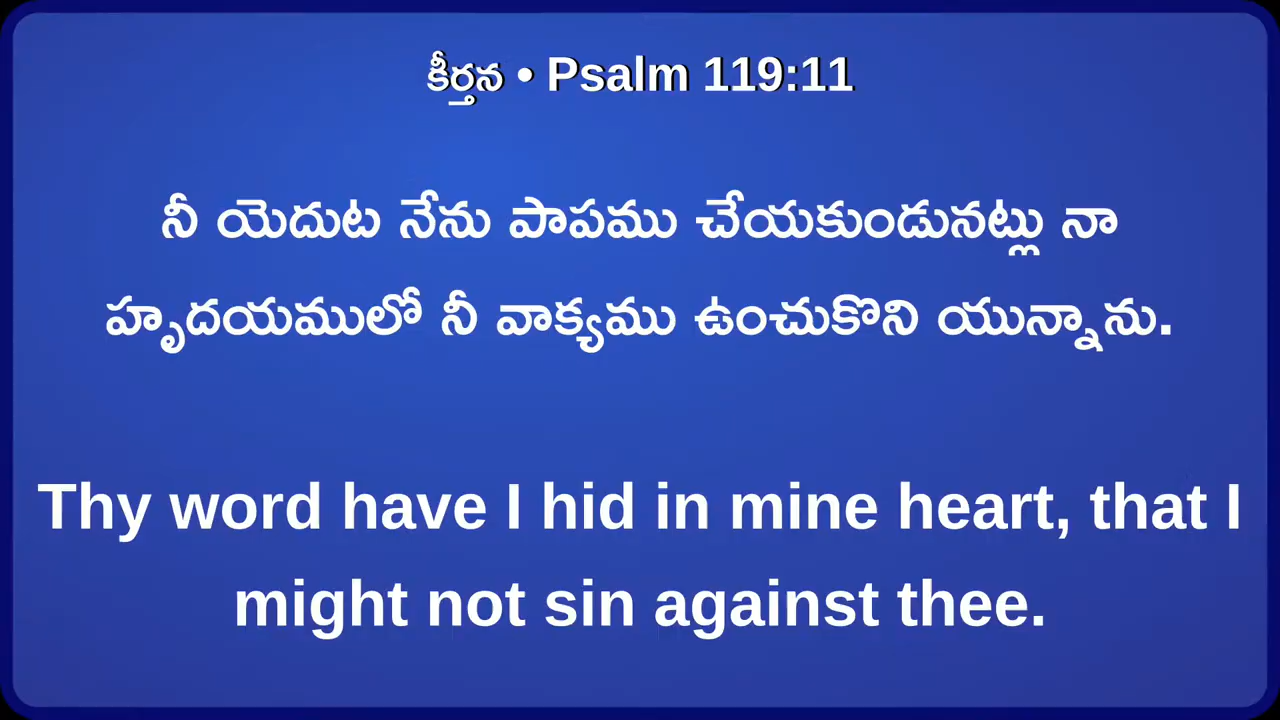 కీర్తన • Psalm 119:11
నీ యెదుట నేను పాపము చేయకుండునట్లు నా
హృదయములో నీ వాక్యము ఉంచుకొని యున్నాను.
Thy word have I hid in mine heart, that I
might not sin against thee.